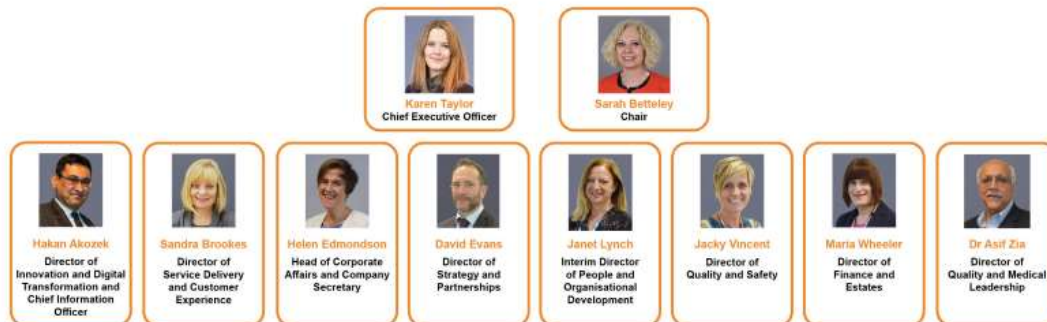 Karen Taylor
Chief Executive Officer
Sarah Betteley
Chair
Hakan Akozek
Director of
Innovation and Digital
Transformation and
Chief Information
Officer
Sandra Brookes
Director of
Service Delivery
and Customer
Experience
Helen Edmondson
Head of Corporate
Affairs and Company
Secretary
David Evans
Director of
Strategy and
Partnerships
Janet Lynch
Interim Director
of People and
Organisational
Development
Jacky Vincent
Director of
Quality and Safety
Maria Wheeler
Director of
Finance and
Estates
Dr Asif Zia
Director of
Quality and Medical
Leadership